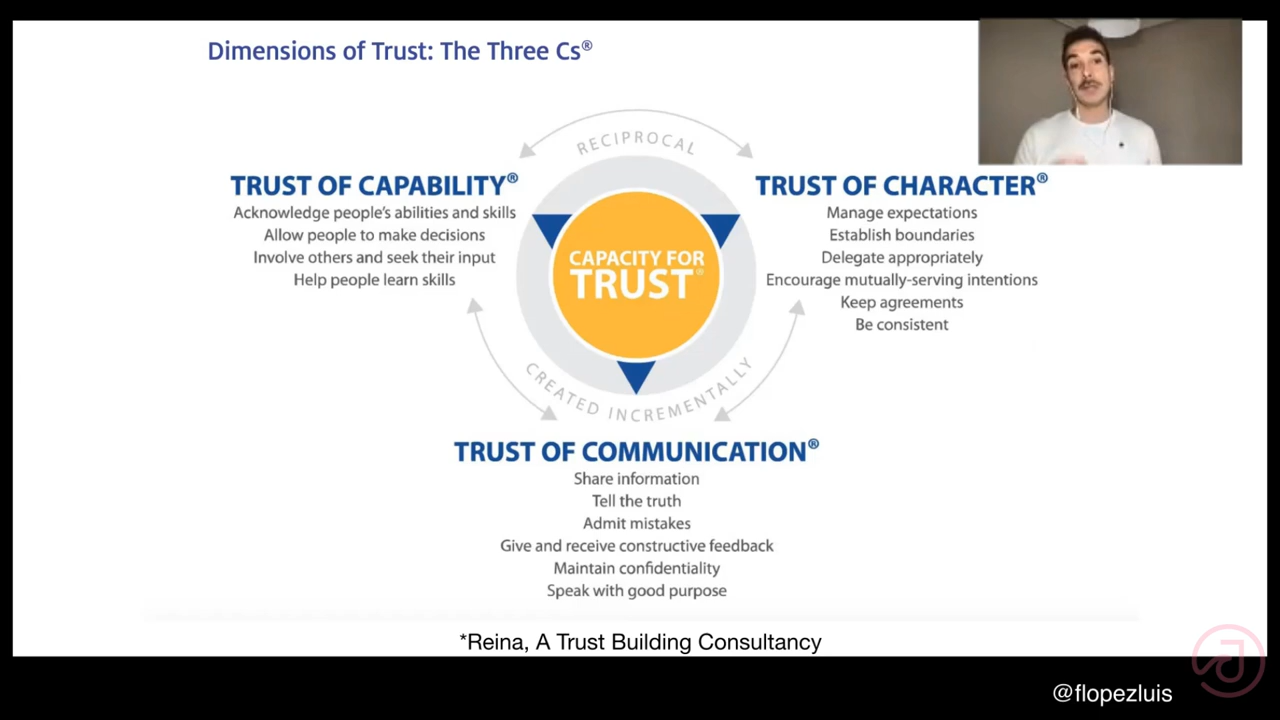 Dimensions of Trust: The Three Cs®
RECIPROCAL
TRUST OF CAPABILITY®
Acknowledge people's abilities and skills
Allow people to make decisions
Involve others and seek their input
Help people learn skills
TRUST OF CHARACTER®
Manage expectations
Establish boundaries
Delegate appropriately
Encourage mutually-serving intentions
Keep agreements
Be consistent
CAPACITY FOR
TRUST®
CREATED INCREMENTALLY
TRUST OF COMMUNICATION®
Share information
Tell the truth
Admit mistakes
Give and receive constructive feedback
Maintain confidentiality
Speak with good purpose
*Reina, A Trust Building Consultancy
@flopezluis